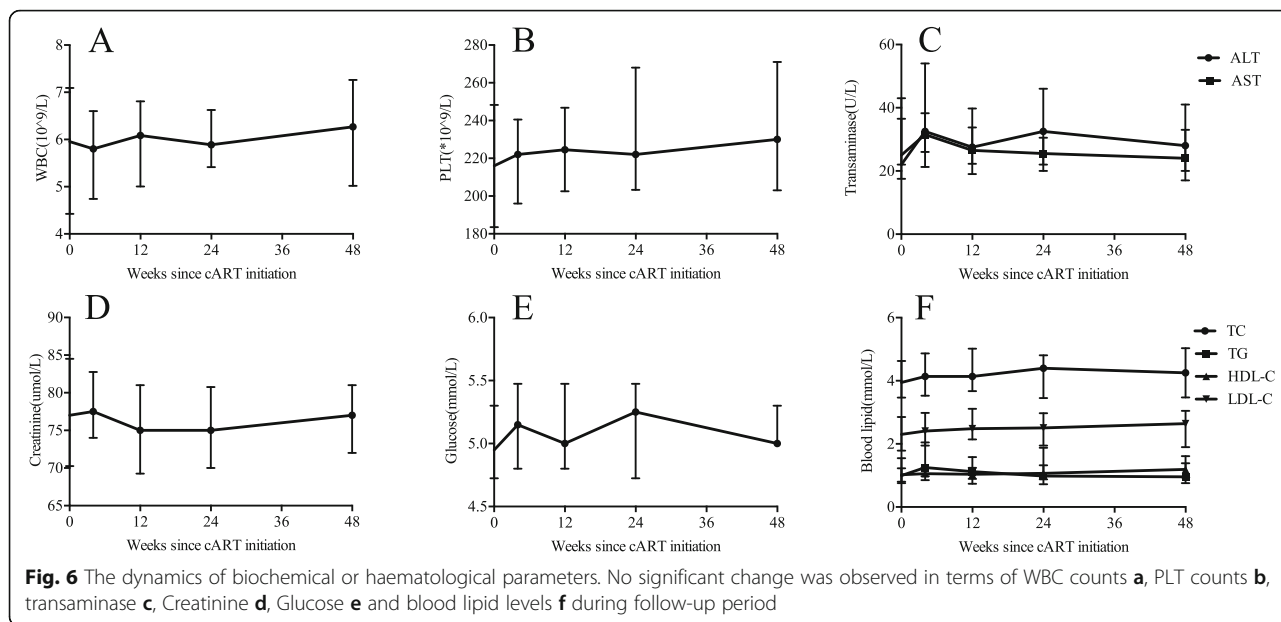 A
WBC(10^9/L)
8
7
6
5
4
0
12
24
36
48
Weeks since cART initiation
B
PLT(*10^9/L)
280
260
240
220
200
180
0
12
24
36
48
Weeks since cART initiation
C
Transaminase(U/L)
60
40
20
0
0
12
24
36
48
Weeks since cART initiation
ALT
AST
D
Creatinine(umol/L)
90
85
80
75
70
65
0
12
24
36
48
Weeks since cART initiation
E
Glucose(mmol/L)
6.0
5.5
5.0
4.5
0
12
24
36
48
Weeks since cART initiation
F
Blood lipid(mmol/L)
6
4
2
0
0
12
24
36
48
Weeks since cART initiation
TC
TG
HDL-C
LDL-C
Fig. 6 The dynamics of biochemical or haematological parameters. No significant change was observed in terms of WBC counts a, PLT counts b,
transaminase c, Creatinine d, Glucose e and blood lipid levels f during follow-up period